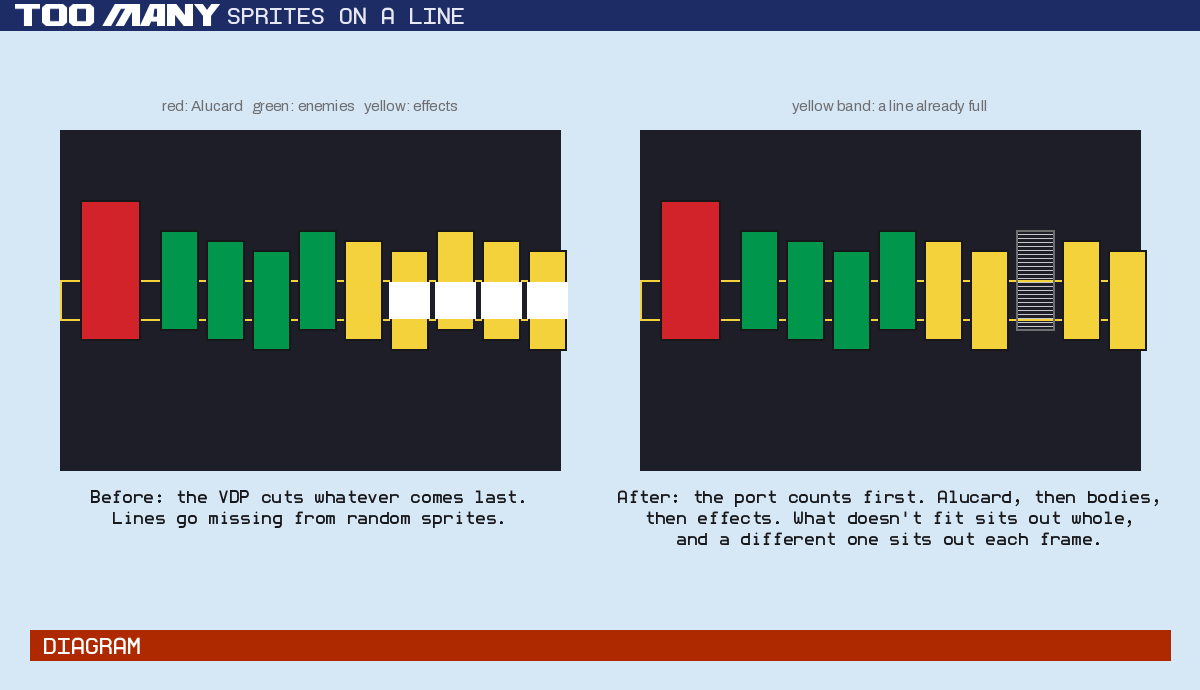 TOO MANY SPRITES ON A LINE
red: Alucard green: enemies yellow: effects
yellow band: a line already full
Before: the VDP cuts whatever comes last.
Lines go missing from random sprites.
After: the port counts first. Alucard, then bodies,
then effects. What doesn't fit sits out whole,
and a different one sits out each frame.
DIAGRAM